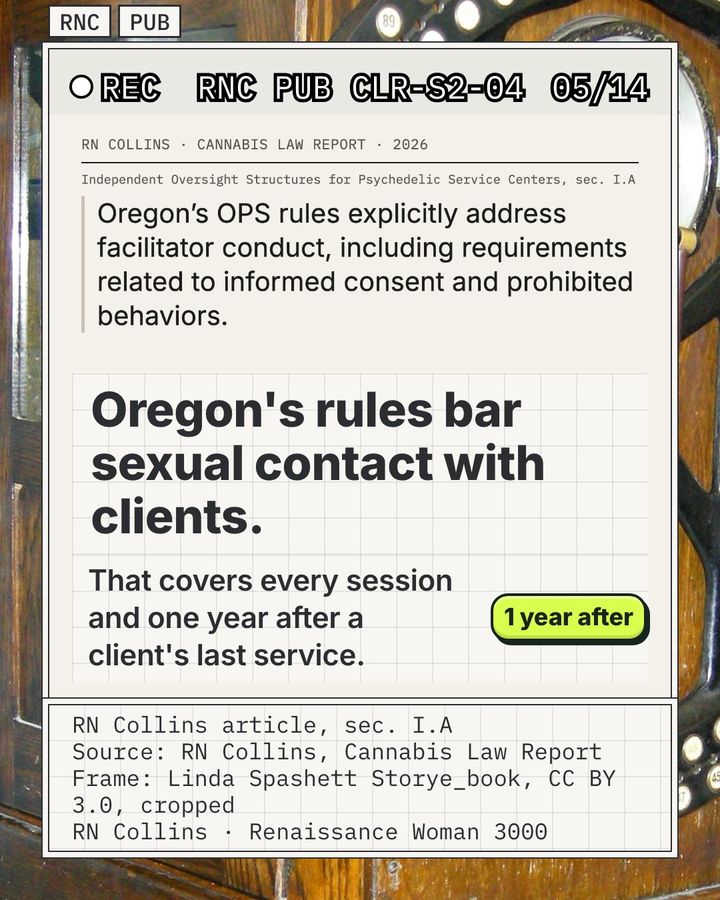 RNC PUB
REC RNC PUB CLR-S2-04 05/14
RN COLLINS · CANNABIS LAW REPORT · 2026
Independent Oversight Structures for Psychedelic Service Centers, sec. I.A
Oregon’s OPS rules explicitly address
facilitator conduct, including requirements
related to informed consent and prohibited
behaviors.
Oregon's rules bar
sexual contact with
clients.
That covers every session
and one year after a
client's last service.
1 year after
RN Collins article, sec. I.A
Source: RN Collins, Cannabis Law Report
Frame: Linda Spashett Storye_book, CC BY
3.0, cropped
RN Collins · Renaissance Woman 3000
89